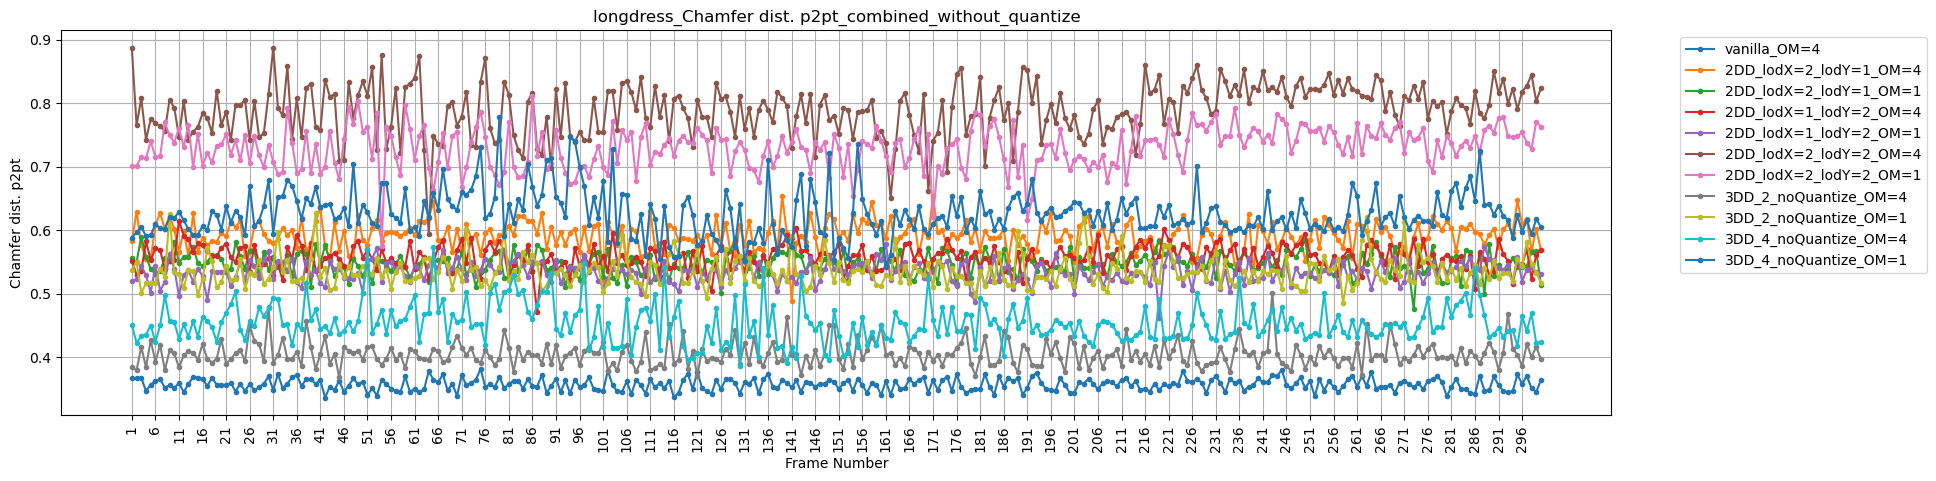 longdress_Chamfer dist. p2pt_combined_without_quantize
Chamfer dist. p2pt
0.9
0.8
0.7
0.6
0.5
0.4
1 6 11 16 21 26 31 36 41 46 51 56 61 66 71 76 81 86 91 96 101 106 111 116 121 126 131 136 141 146 151 156 161 166 171 176 181 186 191 196 201 206 211 216 221 226 231 236 241 246 251 256 261 266 271 276 281 286 291 296
Frame Number
vanilla_OM=4
2DD_lodX=2_lodY=1_OM=4
2DD_lodX=2_lodY=1_OM=1
2DD_lodX=1_lodY=2_OM=4
2DD_lodX=1_lodY=2_OM=1
2DD_lodX=2_lodY=2_OM=4
2DD_lodX=2_lodY=2_OM=1
3DD_2_noQuantize_OM=4
3DD_2_noQuantize_OM=1
3DD_4_noQuantize_OM=4
3DD_4_noQuantize_OM=1